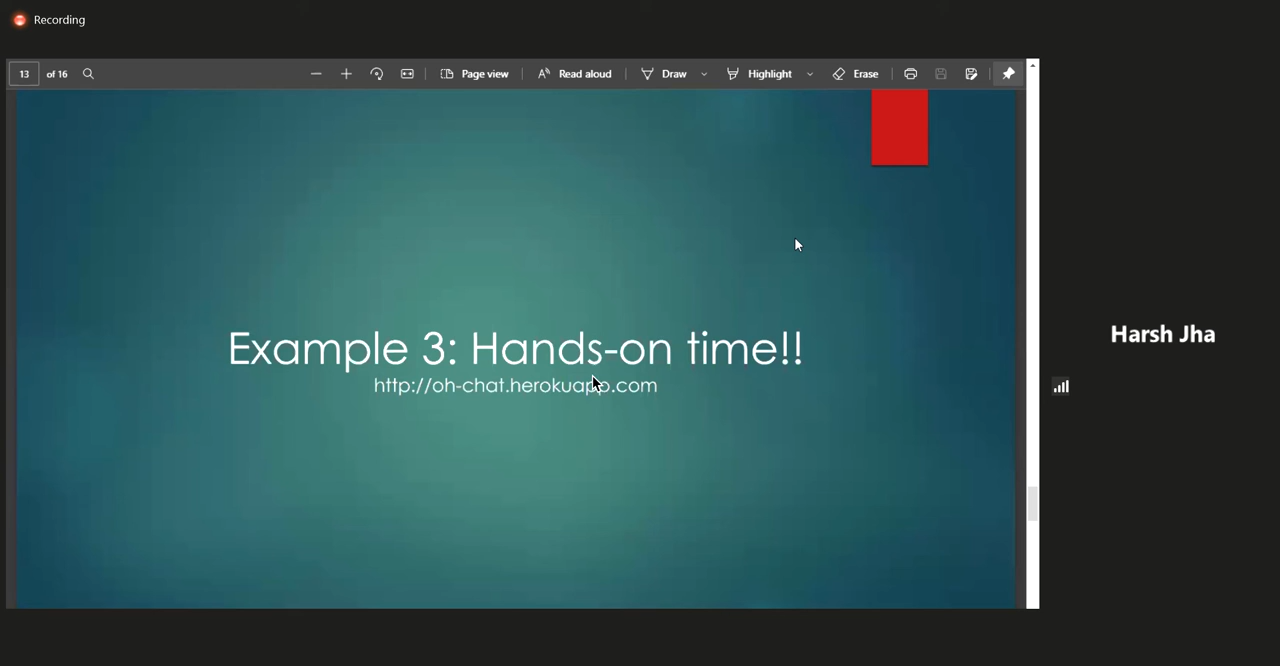 Recording
13 of 16 Page view Read aloud Draw Highlight Erase
Example 3: Hands-on time!!
http://oh-chat.herokuapp.com
Harsh Jha